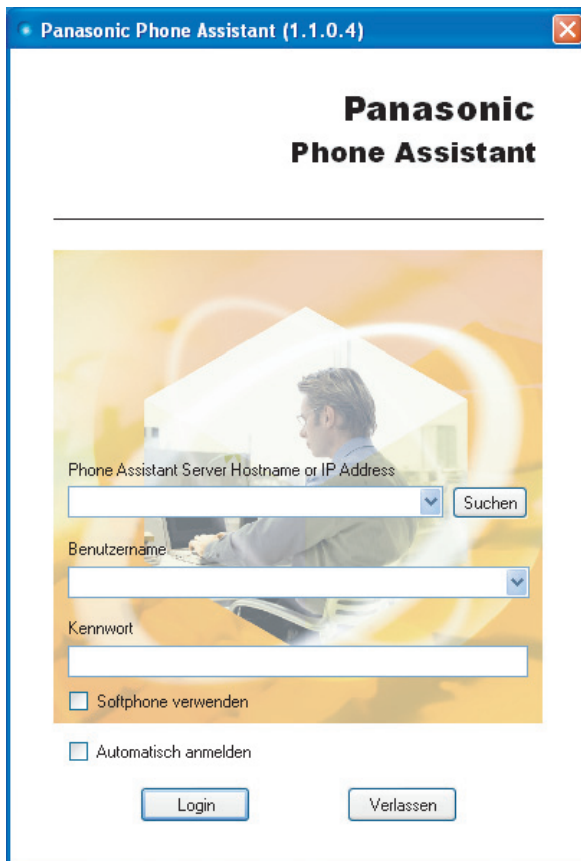 Panasonic Phone Assistant (1.1.0.4)
Panasonic
Phone Assistant
Phone Assistant Server Hostname or IP Address
Suchen
Benutzername
Kennwort
Softphone verwenden
Automatisch anmelden
Login
Verlassen